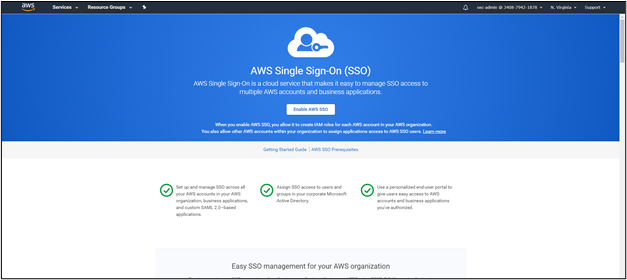 aws
Services
Resource Groups
N. Virginia
Support
AWS Single Sign-On (SSO)
AWS Single Sign-On is a cloud service that makes it easy to manage SSO access to
multiple AWS accounts and business applications.
Enable AWS SSO
When you enable AWS SSO, you allow it to create IAM roles for each AWS account in your AWS organization.
You also allow other AWS accounts within your organization to assign applications access to AWS SSO users. Learn more
Getting Started Guide | AWS SSO Prerequisites
Set up and manage SSO across all
your AWS accounts in your AWS
organization, business applications,
and custom SAML 2.0–based
applications.
Assign SSO access to users and
groups in your corporate Microsoft
Active Directory.
Use a personalized end-user portal to
give users easy access to AWS
accounts and business applications
you've authorized.
Easy SSO management for your AWS organization